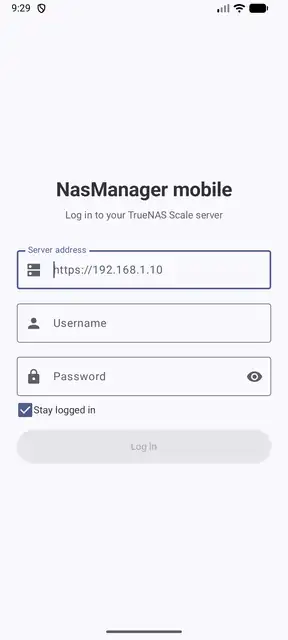 9:29
NasManager mobile
Log in to your TrueNAS Scale server
Server address
https://192.168.1.10
Username
Password
Stay logged in
Log in